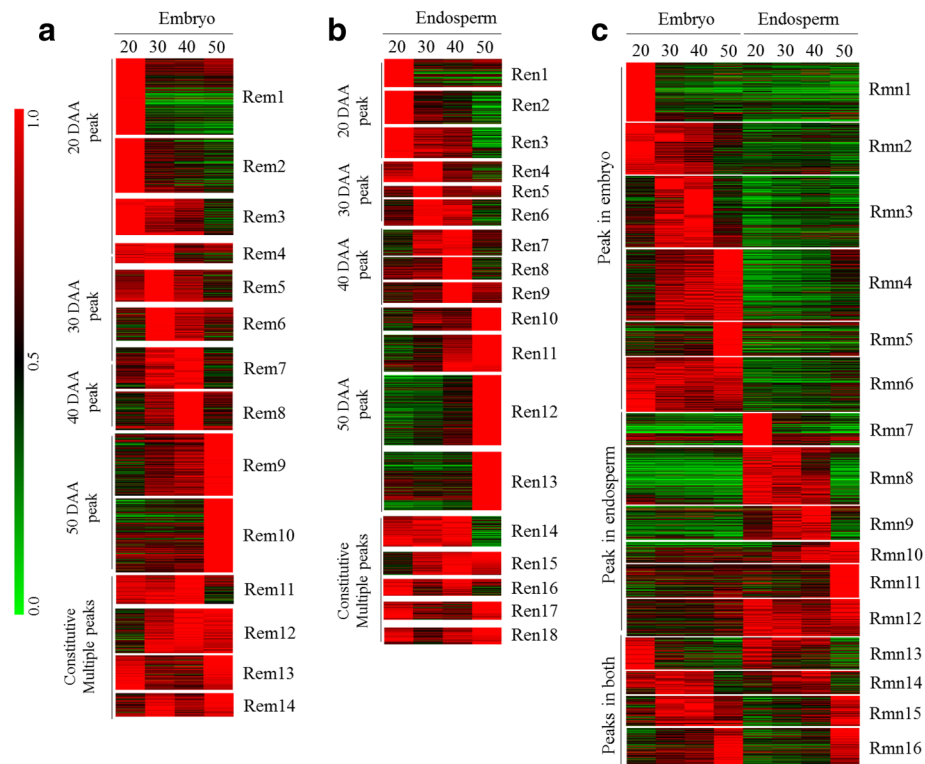 a
Embryo
20 30 40 50
1.0
0.5
0.0
20 DAA
peak
30 DAA
peak
40 DAA
peak
50 DAA
peak
Constitutive
Multiple peaks
Rem1
Rem2
Rem3
Rem4
Rem5
Rem6
Rem7
Rem8
Rem9
Rem10
Rem11
Rem12
Rem13
Rem14
b
Endosperm
20 30 40 50
20 DAA
peak
30 DAA
peak
40 DAA
peak
50 DAA
peak
Constitutive
Multiple peaks
Ren1
Ren2
Ren3
Ren4
Ren5
Ren6
Ren7
Ren8
Ren9
Ren10
Ren11
Ren12
Ren13
Ren14
Ren15
Ren16
Ren17
Ren18
c
Embryo Endosperm
20 30 40 50 20 30 40 50
Peak in embryo
Peak in endosperm
Peaks in both
Rmn1
Rmn2
Rmn3
Rmn4
Rmn5
Rmn6
Rmn7
Rmn8
Rmn9
Rmn10
Rmn11
Rmn12
Rmn13
Rmn14
Rmn15
Rmn16